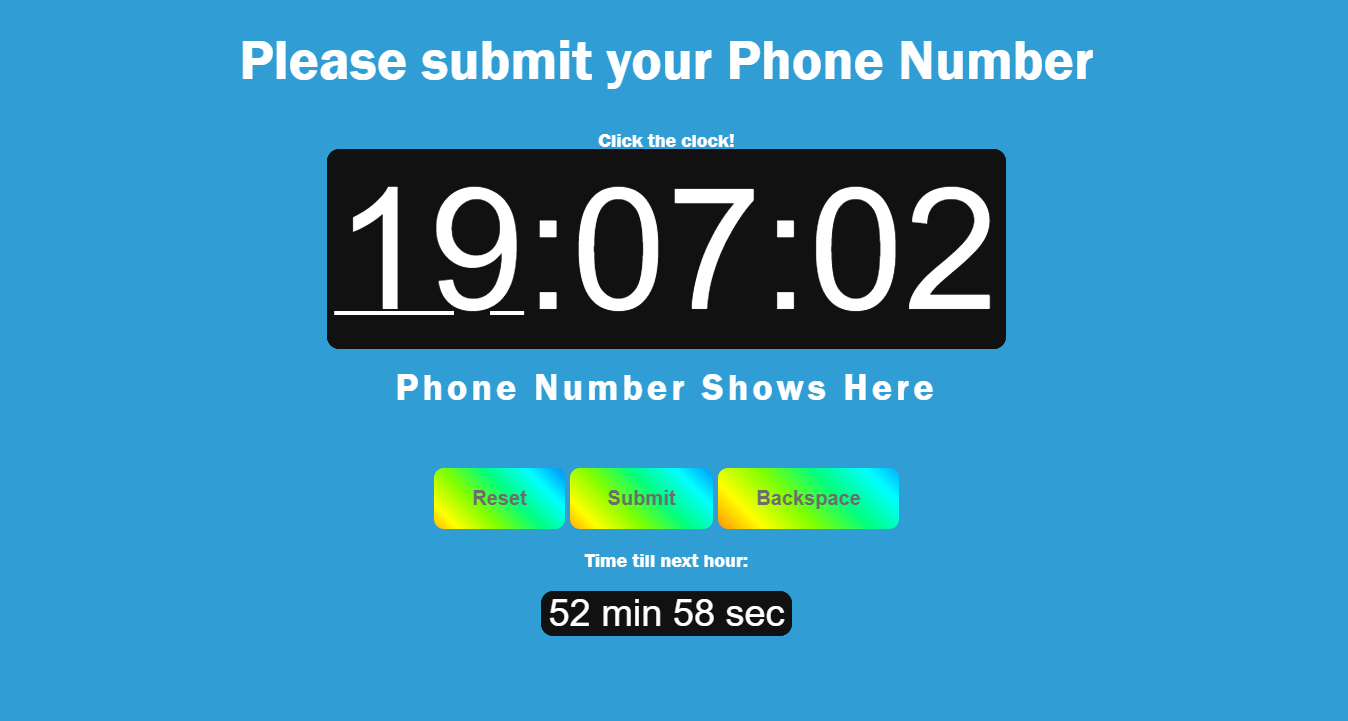 Please submit your Phone Number
Click the clock!
19:07:02
Phone Number Shows Here
Reset Submit Backspace
Time till next hour:
52 min 58 sec